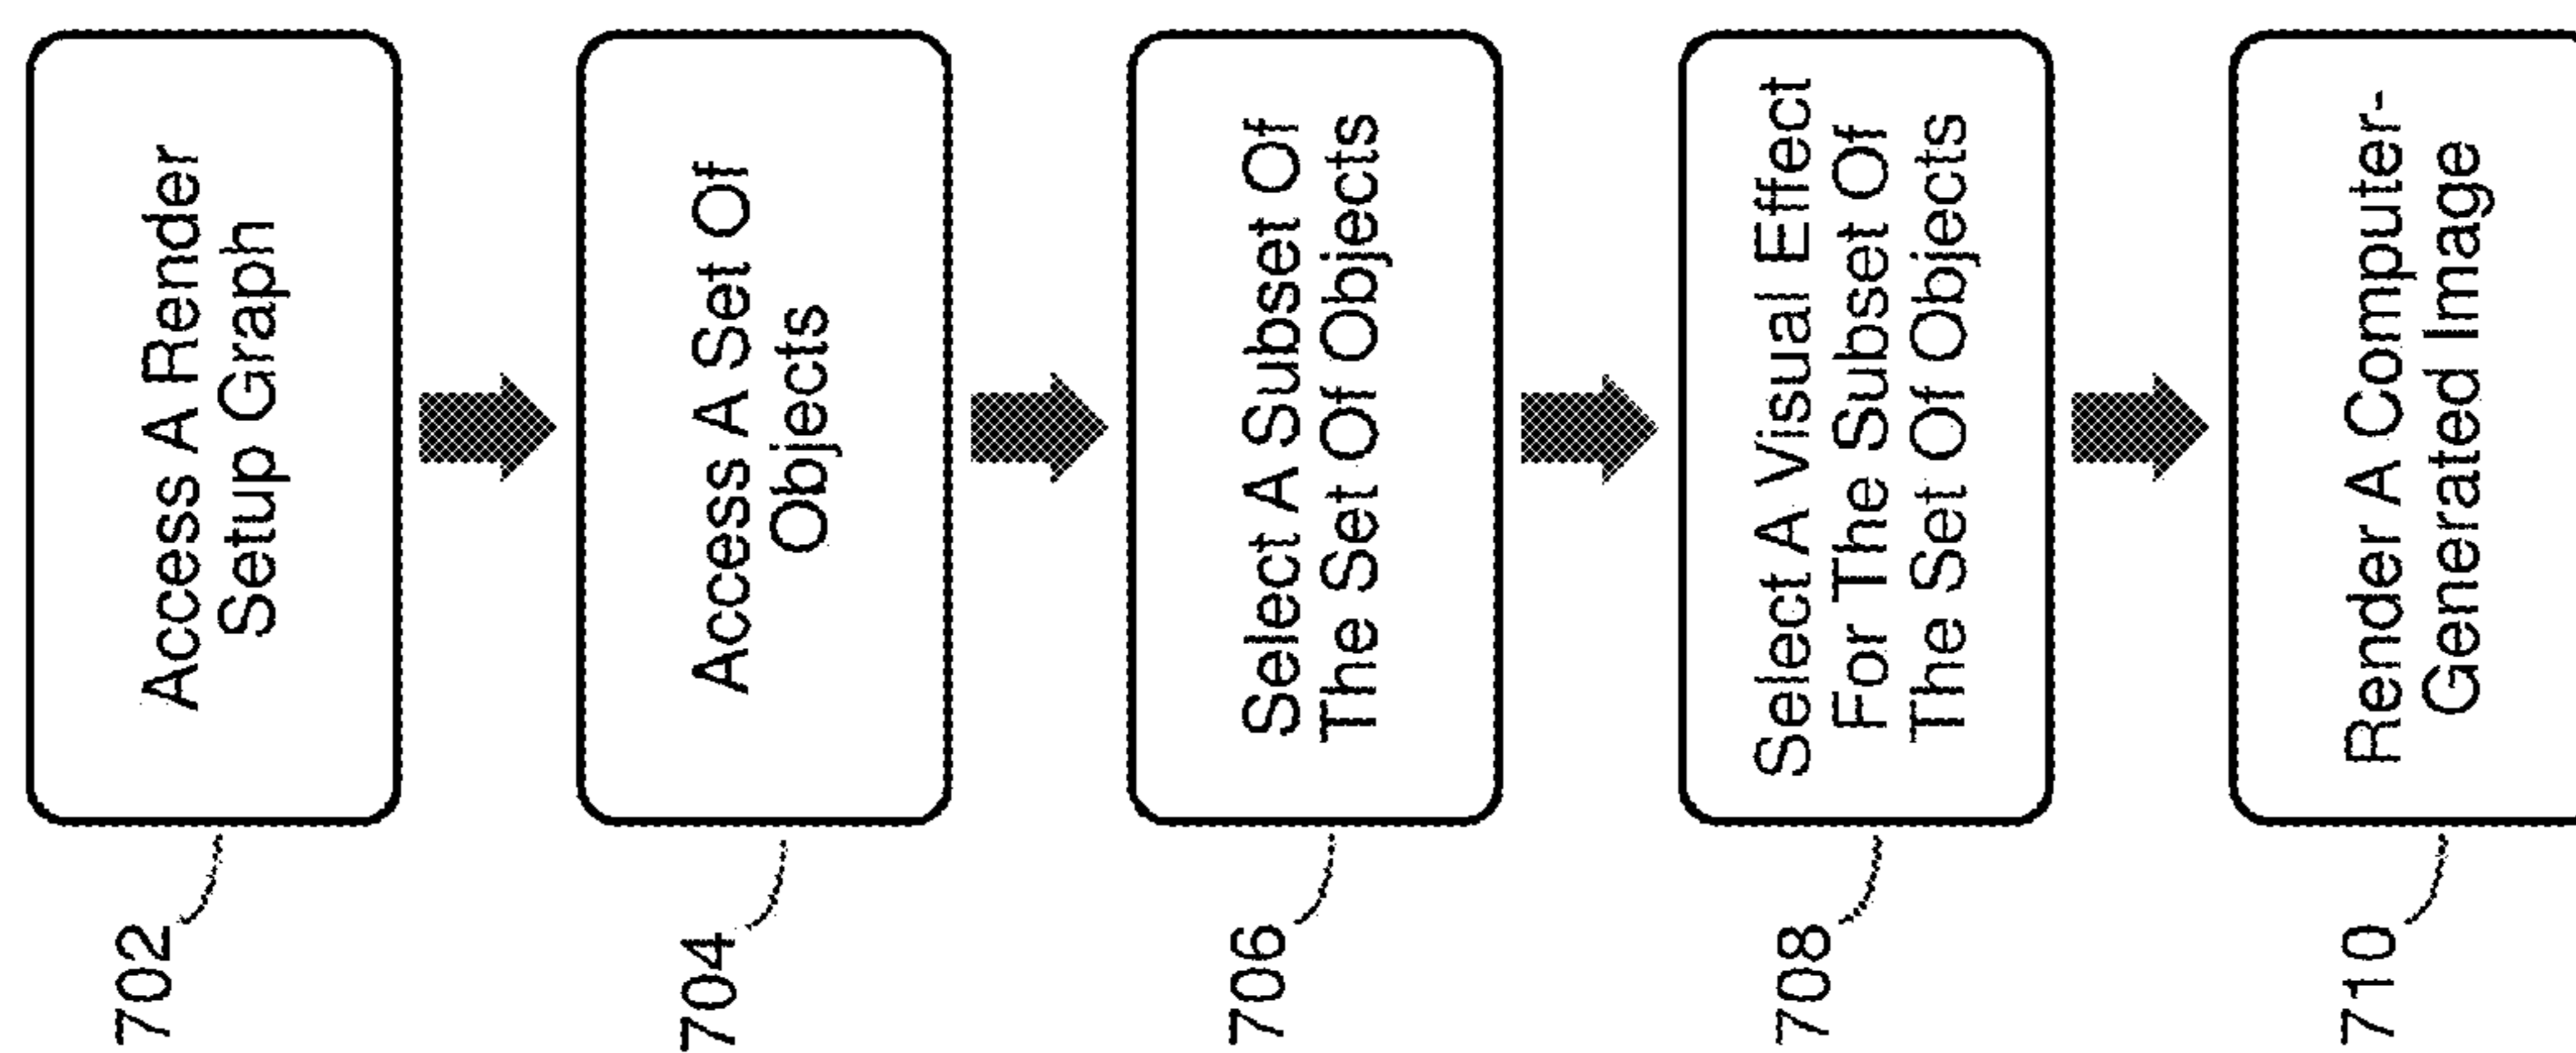 702
Access A Render
Setup Graph
704
Access A Set Of
Objects
706
Select A Subset Of
The Set Of Objects
708
Select A Visual Effect
For The Subset Of
The Set Of Objects
710
Render A Computer-
Generated Image